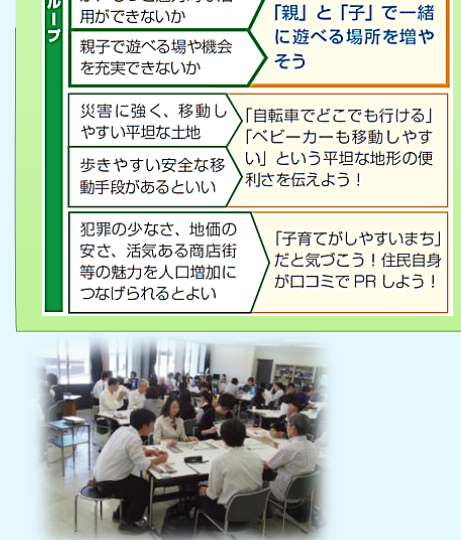 ループ
用ができないか
親子で遊べる場や機会
を充実できないか
「親」と「子」で一緒
に遊べる場所を増や
そう
災害に強く、移動し
やすい平坦な土地
歩きやすい安全な移
動手段があるといい
「自転車でどこでも行ける」
「ベビーカーも移動しやす
い」という平坦な地形の便
利さを伝えよう！
犯罪の少なさ、地価の
安さ、活気ある商店街
等の魅力を人口増加に
つなげられるとよい
「子育てがしやすいまち」
だと気づこう！住民自身
が口コミで PR しよう！